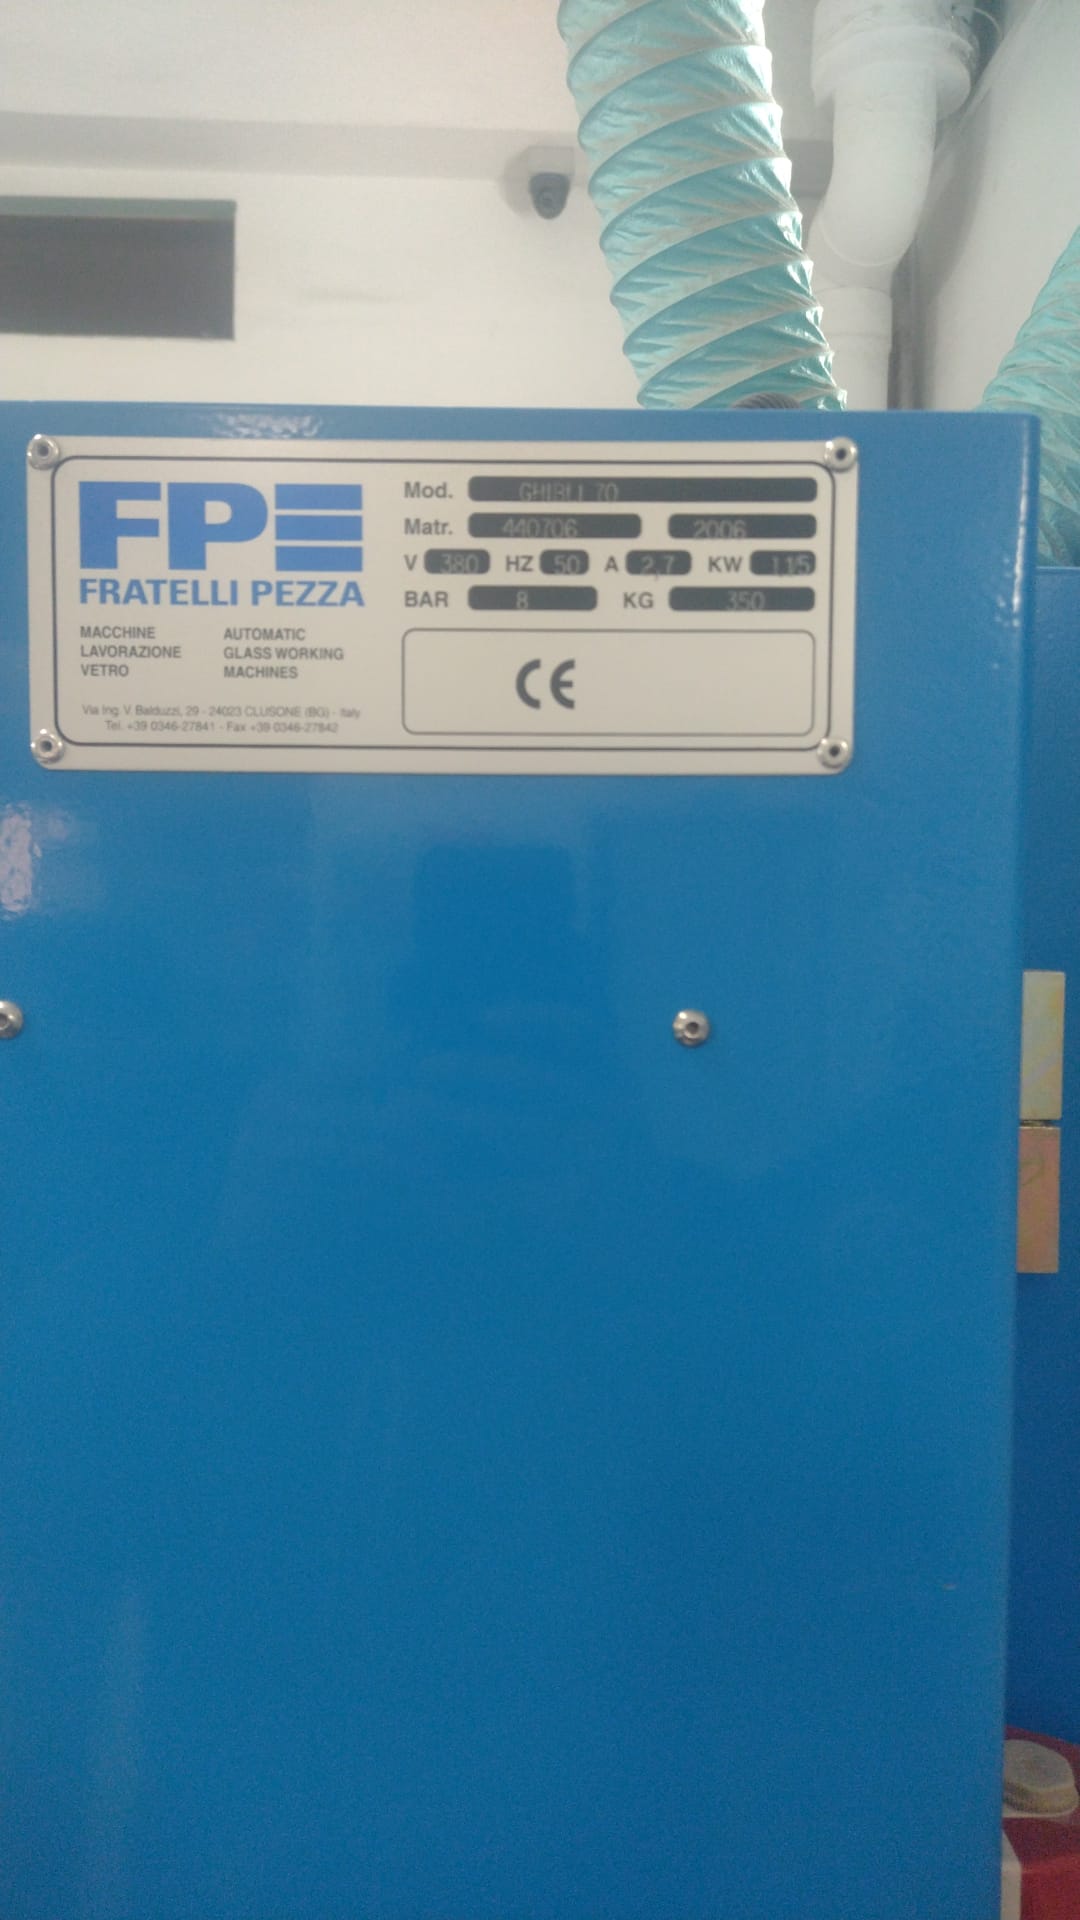 FPE
FRATELLI PEZZA
MACCHINE
LAVORAZIONE
VETRO
AUTOMATIC
GLASS WORKING
MACHINES
Via Ing. V. Balduzzi, 29 - 24023 CLUSONE (BG) - Italy
Tel. +39 0346-27841 - Fax +39 0346-27842
Mod. GHIBLI 70
Matr. 440706 2006
V 380 HZ 50 A 2,7 KW 1,15
BAR 8 KG 350
CE